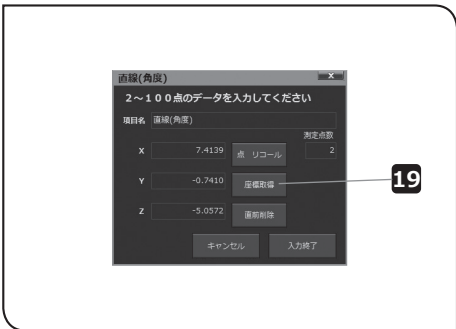 直線(角度)
x
2～100点のデータを入力してください
項目名 直線(角度)
測定点数
X 7.4139 点 リコール 2
Y -0.7410 座標取得
19
Z -5.0572 直前削除
キャンセル 入力終了